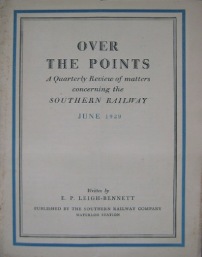 OVER
THE POINTS
A Quarterly Review of matters
concerning the
SOUTHERN RAILWAY
JUNE
Written by
E. P. LEIGH-BENNETT
PUBLISHED BY THE SOUTHERN RAILWAY COMPANY
WATERLOO STATION